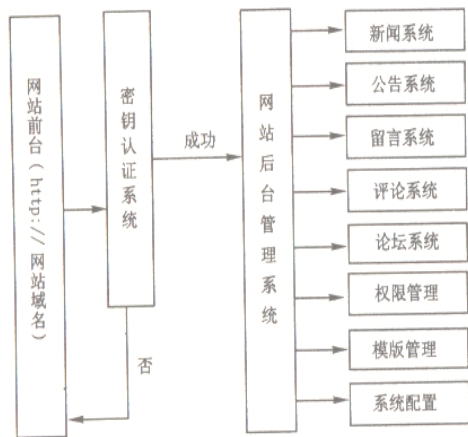 网站前台(http://网站域名)
密钥认证系统
成功
否
网站后台管理系统
新闻系统
公告系统
留言系统
评论系统
论坛系统
权限管理
模版管理
系统配置